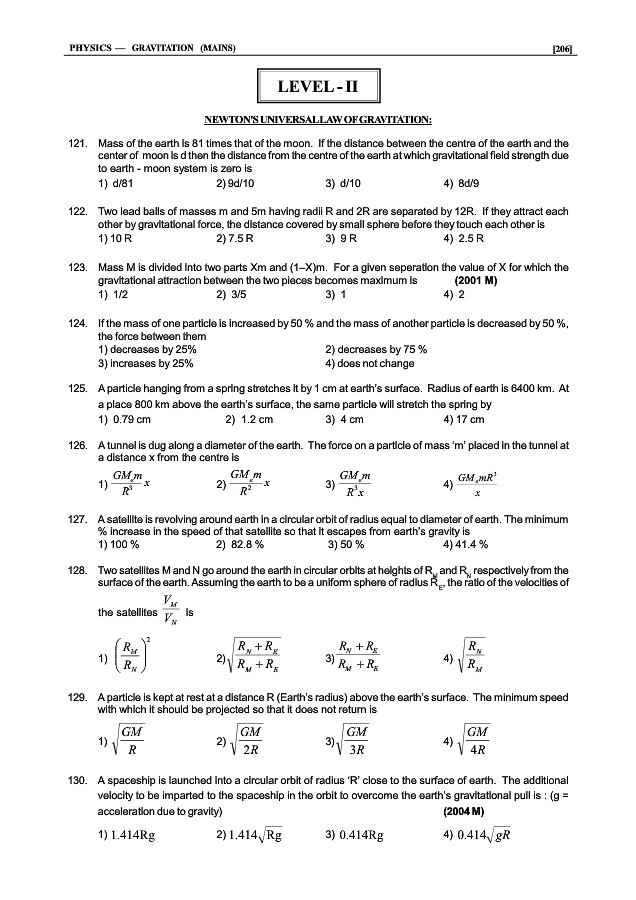 PHYSICS — GRAVITATION (MAINS) [206]
LEVEL - II
NEWTON'S UNIVERSAL LAW OF GRAVITATION:
121. Mass of the earth is 81 times that of the moon. If the distance between the centre of the earth and the
center of moon is d then the distance from the centre of the earth at which gravitational field strength due
to earth - moon system is zero is
1) d/81 2) 9d/10 3) d/10 4) 8d/9
122. Two lead balls of masses m and 5m having radii R and 2R are separated by 12R. If they attract each
other by gravitational force, the distance covered by small sphere before they touch each other is
1) 10 R 2) 7.5 R 3) 9 R 4) 2.5 R
123. Mass M is divided into two parts Xm and (1–X)m. For a given seperation the value of X for which the
gravitational attraction between the two pieces becomes maximum is (2001 M)
1) 1/2 2) 3/5 3) 1 4) 2
124. If the mass of one particle is increased by 50 % and the mass of another particle is decreased by 50 %,
the force between them
1) decreases by 25% 2) decreases by 75 %
3) increases by 25% 4) does not change
125. A particle hanging from a spring stretches it by 1 cm at earth's surface. Radius of earth is 6400 km. At
a place 800 km above the earth's surface, the same particle will stretch the spring by
1) 0.79 cm 2) 1.2 cm 3) 4 cm 4) 17 cm
126. A tunnel is dug along a diameter of the earth. The force on a particle of mass 'm' placed in the tunnel at
a distance x from the centre is
1) \frac{GM_e m}{R^3} x 2) \frac{GM_e m}{R^2} x 3) \frac{GM_e m}{R^3 x} 4) \frac{GM_e mR^3}{x}
127. A satellite is revolving around earth in a circular orbit of radius equal to diameter of earth. The minimum
% increase in the speed of that satellite so that it escapes from earth's gravity is
1) 100 % 2) 82.8 % 3) 50 % 4) 41.4 %
128. Two satellites M and N go around the earth in circular orbits at heights of R_M and R_N respectively from the
surface of the earth. Assuming the earth to be a uniform sphere of radius R_E, the ratio of the velocities of
the satellites \frac{V_M}{V_N} is
1) \left(\frac{R_M}{R_N}\right)^2 2) \sqrt{\frac{R_N + R_E}{R_M + R_E}} 3) \frac{R_N + R_E}{R_M + R_E} 4) \sqrt{\frac{R_N}{R_M}}
129. A particle is kept at rest at a distance R (Earth's radius) above the earth's surface. The minimum speed
with which it should be projected so that it does not return is
1) \sqrt{\frac{GM}{R}} 2) \sqrt{\frac{GM}{2R}} 3) \sqrt{\frac{GM}{3R}} 4) \sqrt{\frac{GM}{4R}}
130. A spaceship is launched into a circular orbit of radius 'R' close to the surface of earth. The additional
velocity to be imparted to the spaceship in the orbit to overcome the earth's gravitational pull is : (g =
acceleration due to gravity) (2004 M)
1) 1.414Rg 2) 1.414\sqrt{Rg} 3) 0.414Rg 4) 0.414\sqrt{gR}